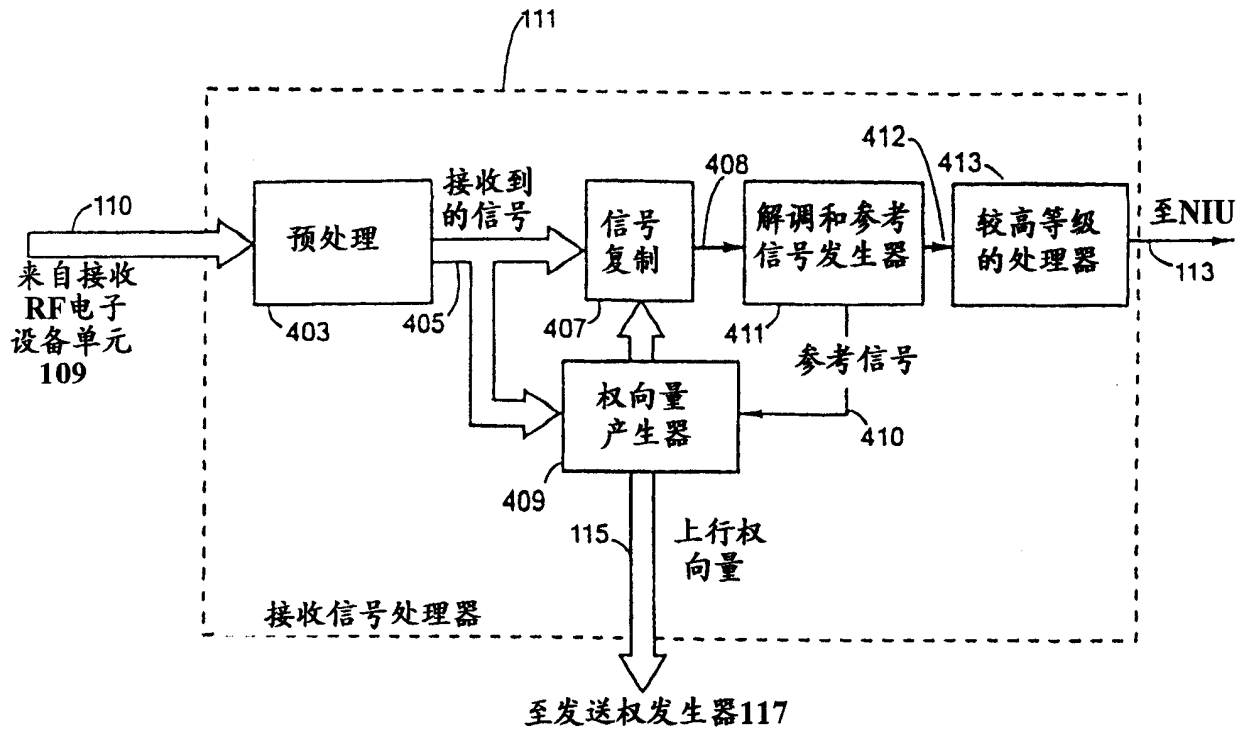 111
110
来自接收
RF电子
设备单元
109
预处理
403
接收到
的信号
405
信号
复制
407
408
解调和参考
信号发生器
411
412
413
较高等级
的处理器
至NIU
113
参考信号
410
权向量
产生器
409
115
上行权
向量
接收信号处理器
至发送权发生器117